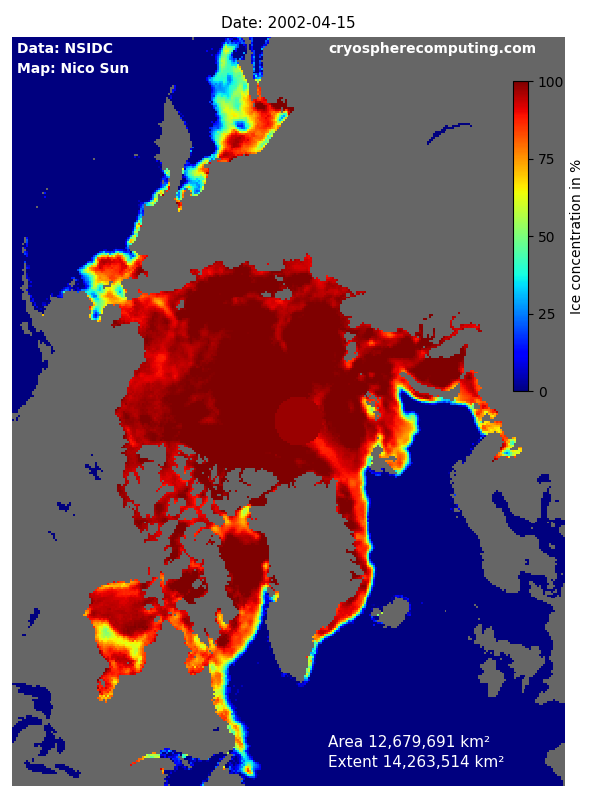 Date: 2002-04-15
Data: NSIDC
Map: Nico Sun
cryospherecomputing.com
100
75
50
25
0
Ice concentration in %
Area 12,679,691 km²
Extent 14,263,514 km²